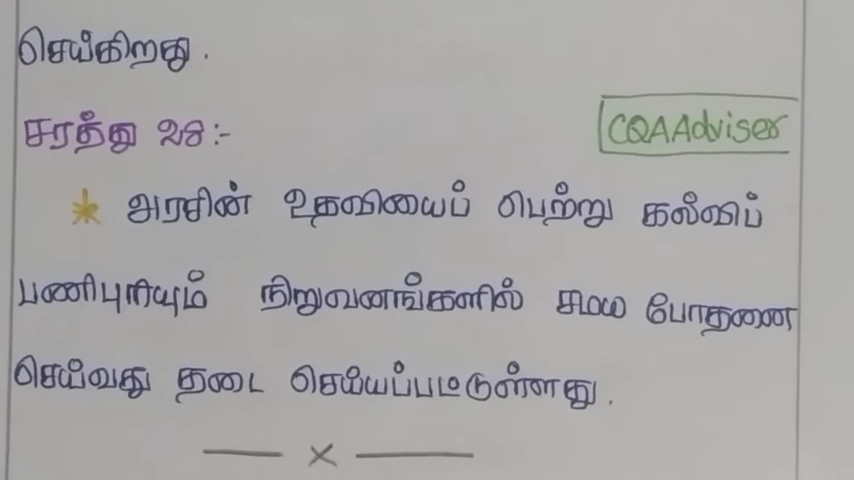 செய்கிறது.
சரத்து 28:-
CQAAdviser
* அரசின் உதவியைப் பெற்று கல்விப்
பணிபுரியும் நிறுவனங்களில் சமய போதனை
செய்வது தடை செய்யப்பட்டுள்ளது.